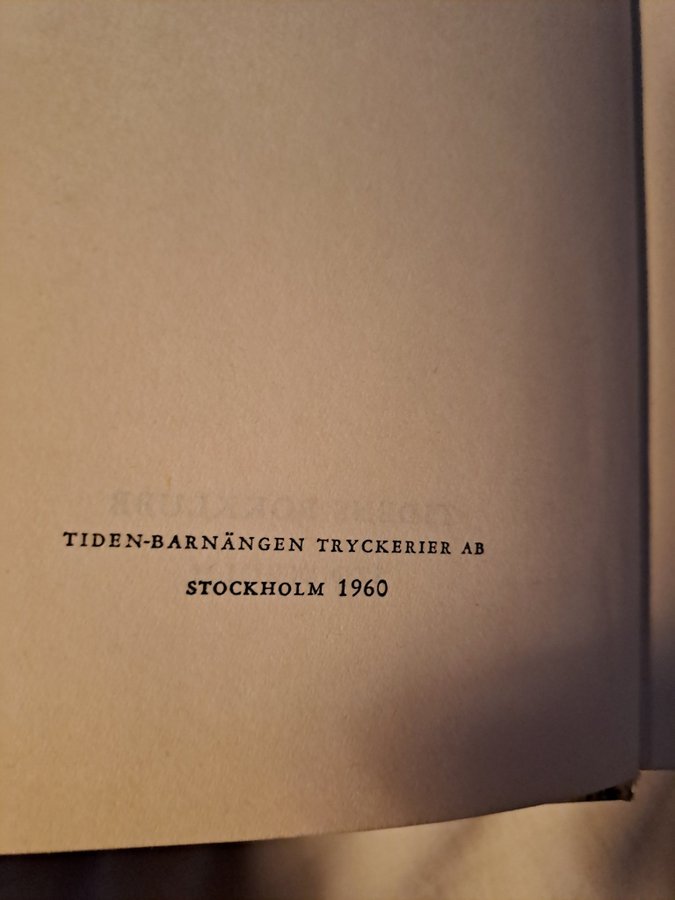 TIDEN-BARNÄNGEN TRYCKERIER AB
STOCKHOLM 1960